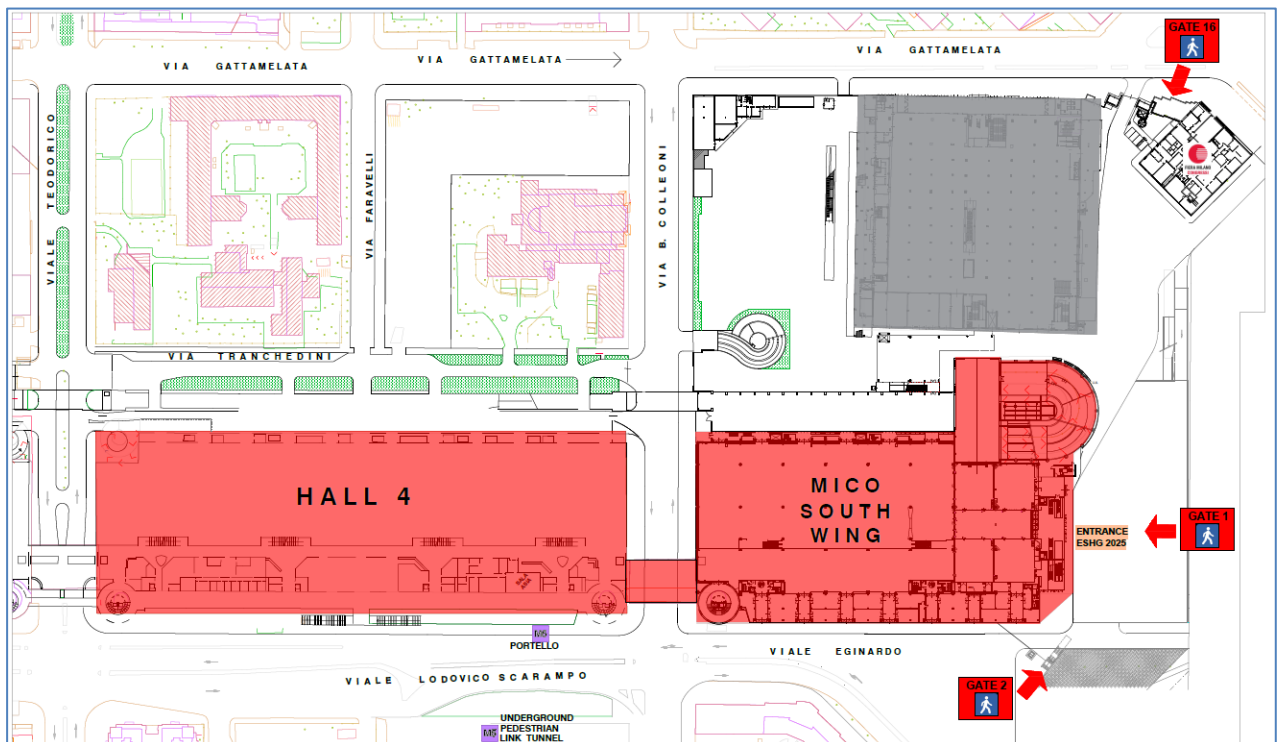 GATE 16
VIA GATTAMELATA
VIA GATTAMELATA
VIA GATTAMELATA
VIALE TEODORICO
VIA FARAVELLI
VIA B. COLLEONI
K
FIERA MILANO
VIA TRANCHEDINI
HALL 4
MICO
SOUTH
WING
GATE 1
ENTRANCE
ESHG 2025
M5
PORTELLO
VIALE EGINARDO
VIALE LODOVICO SCARAMPO
GATE 2
M5
UNDERGROUND
PEDESTRIAN
LINK TUNNEL